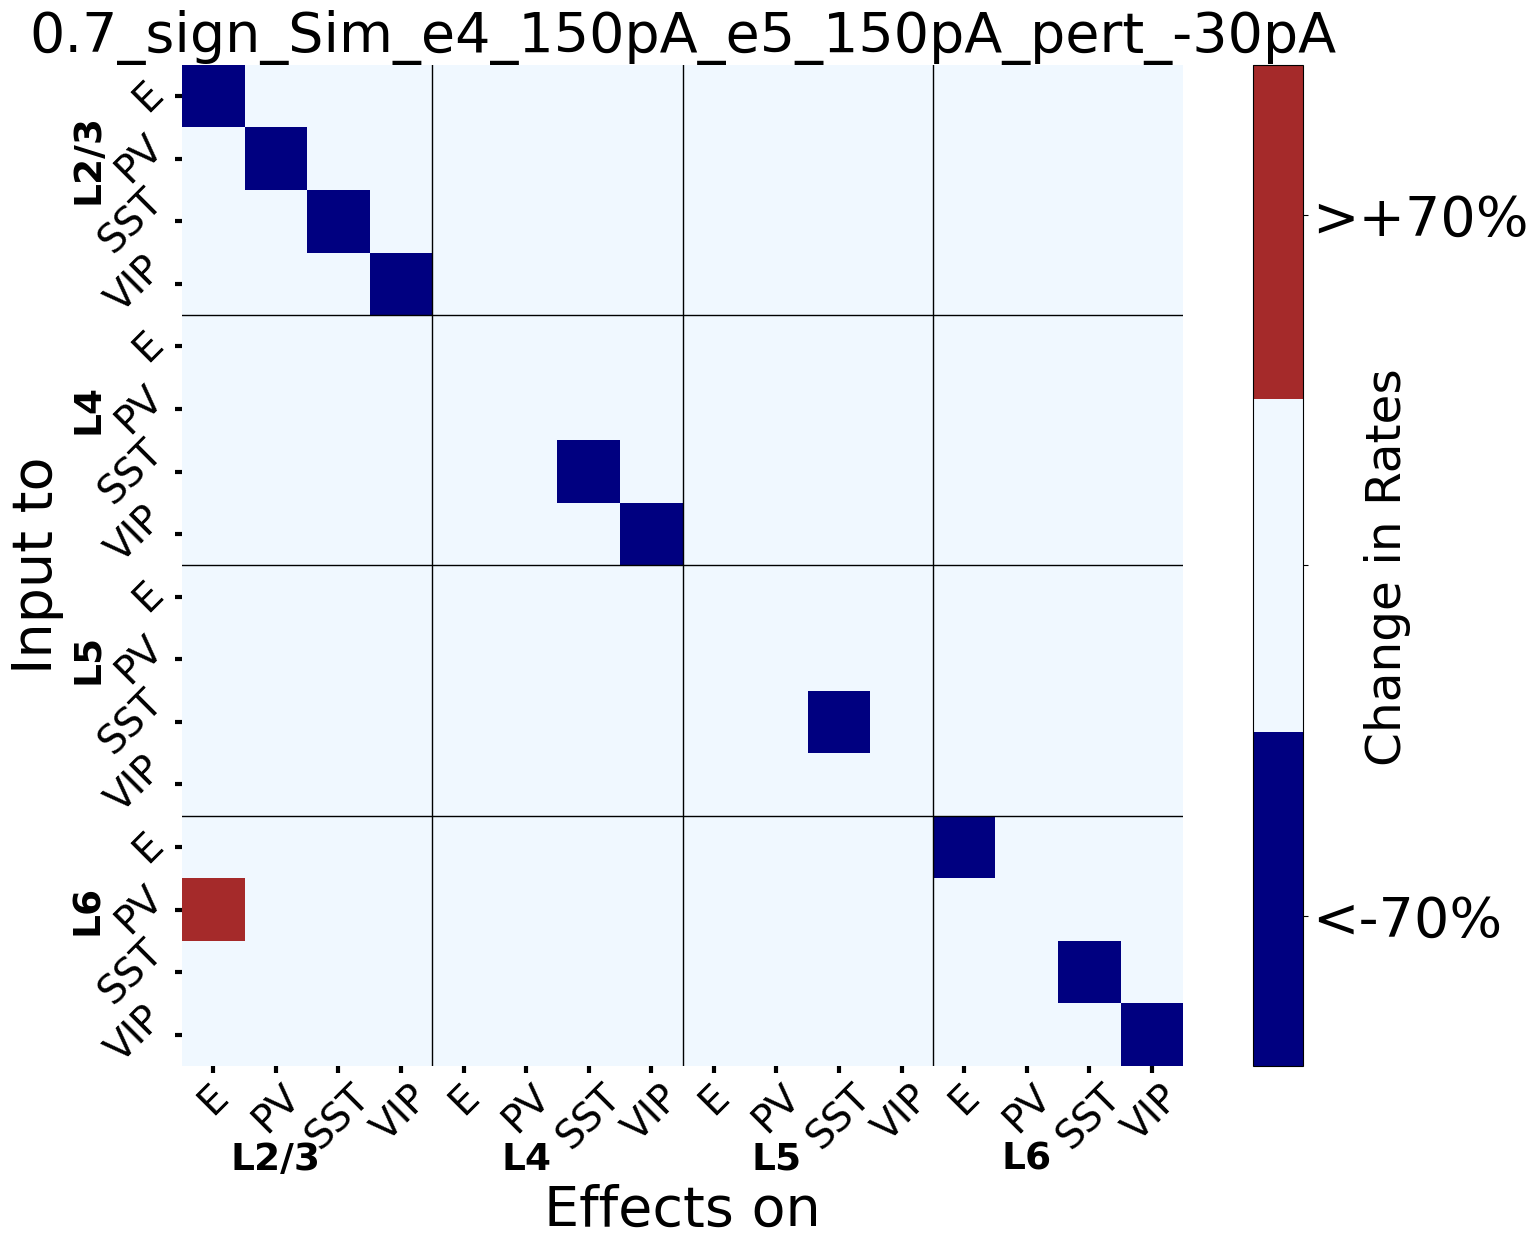 0.7_sign_Sim_e4_150pA_e5_150pA_pert_-30pA
Input to
L2/3
E
PV
SST
VIP
L4
E
PV
SST
VIP
L5
E
PV
SST
VIP
L6
E
PV
SST
VIP
E PV SST VIP E PV SST VIP E PV SST VIP E PV SST VIP
L2/3 L4 L5 L6
Effects on
>+70%
<-70%
Change in Rates